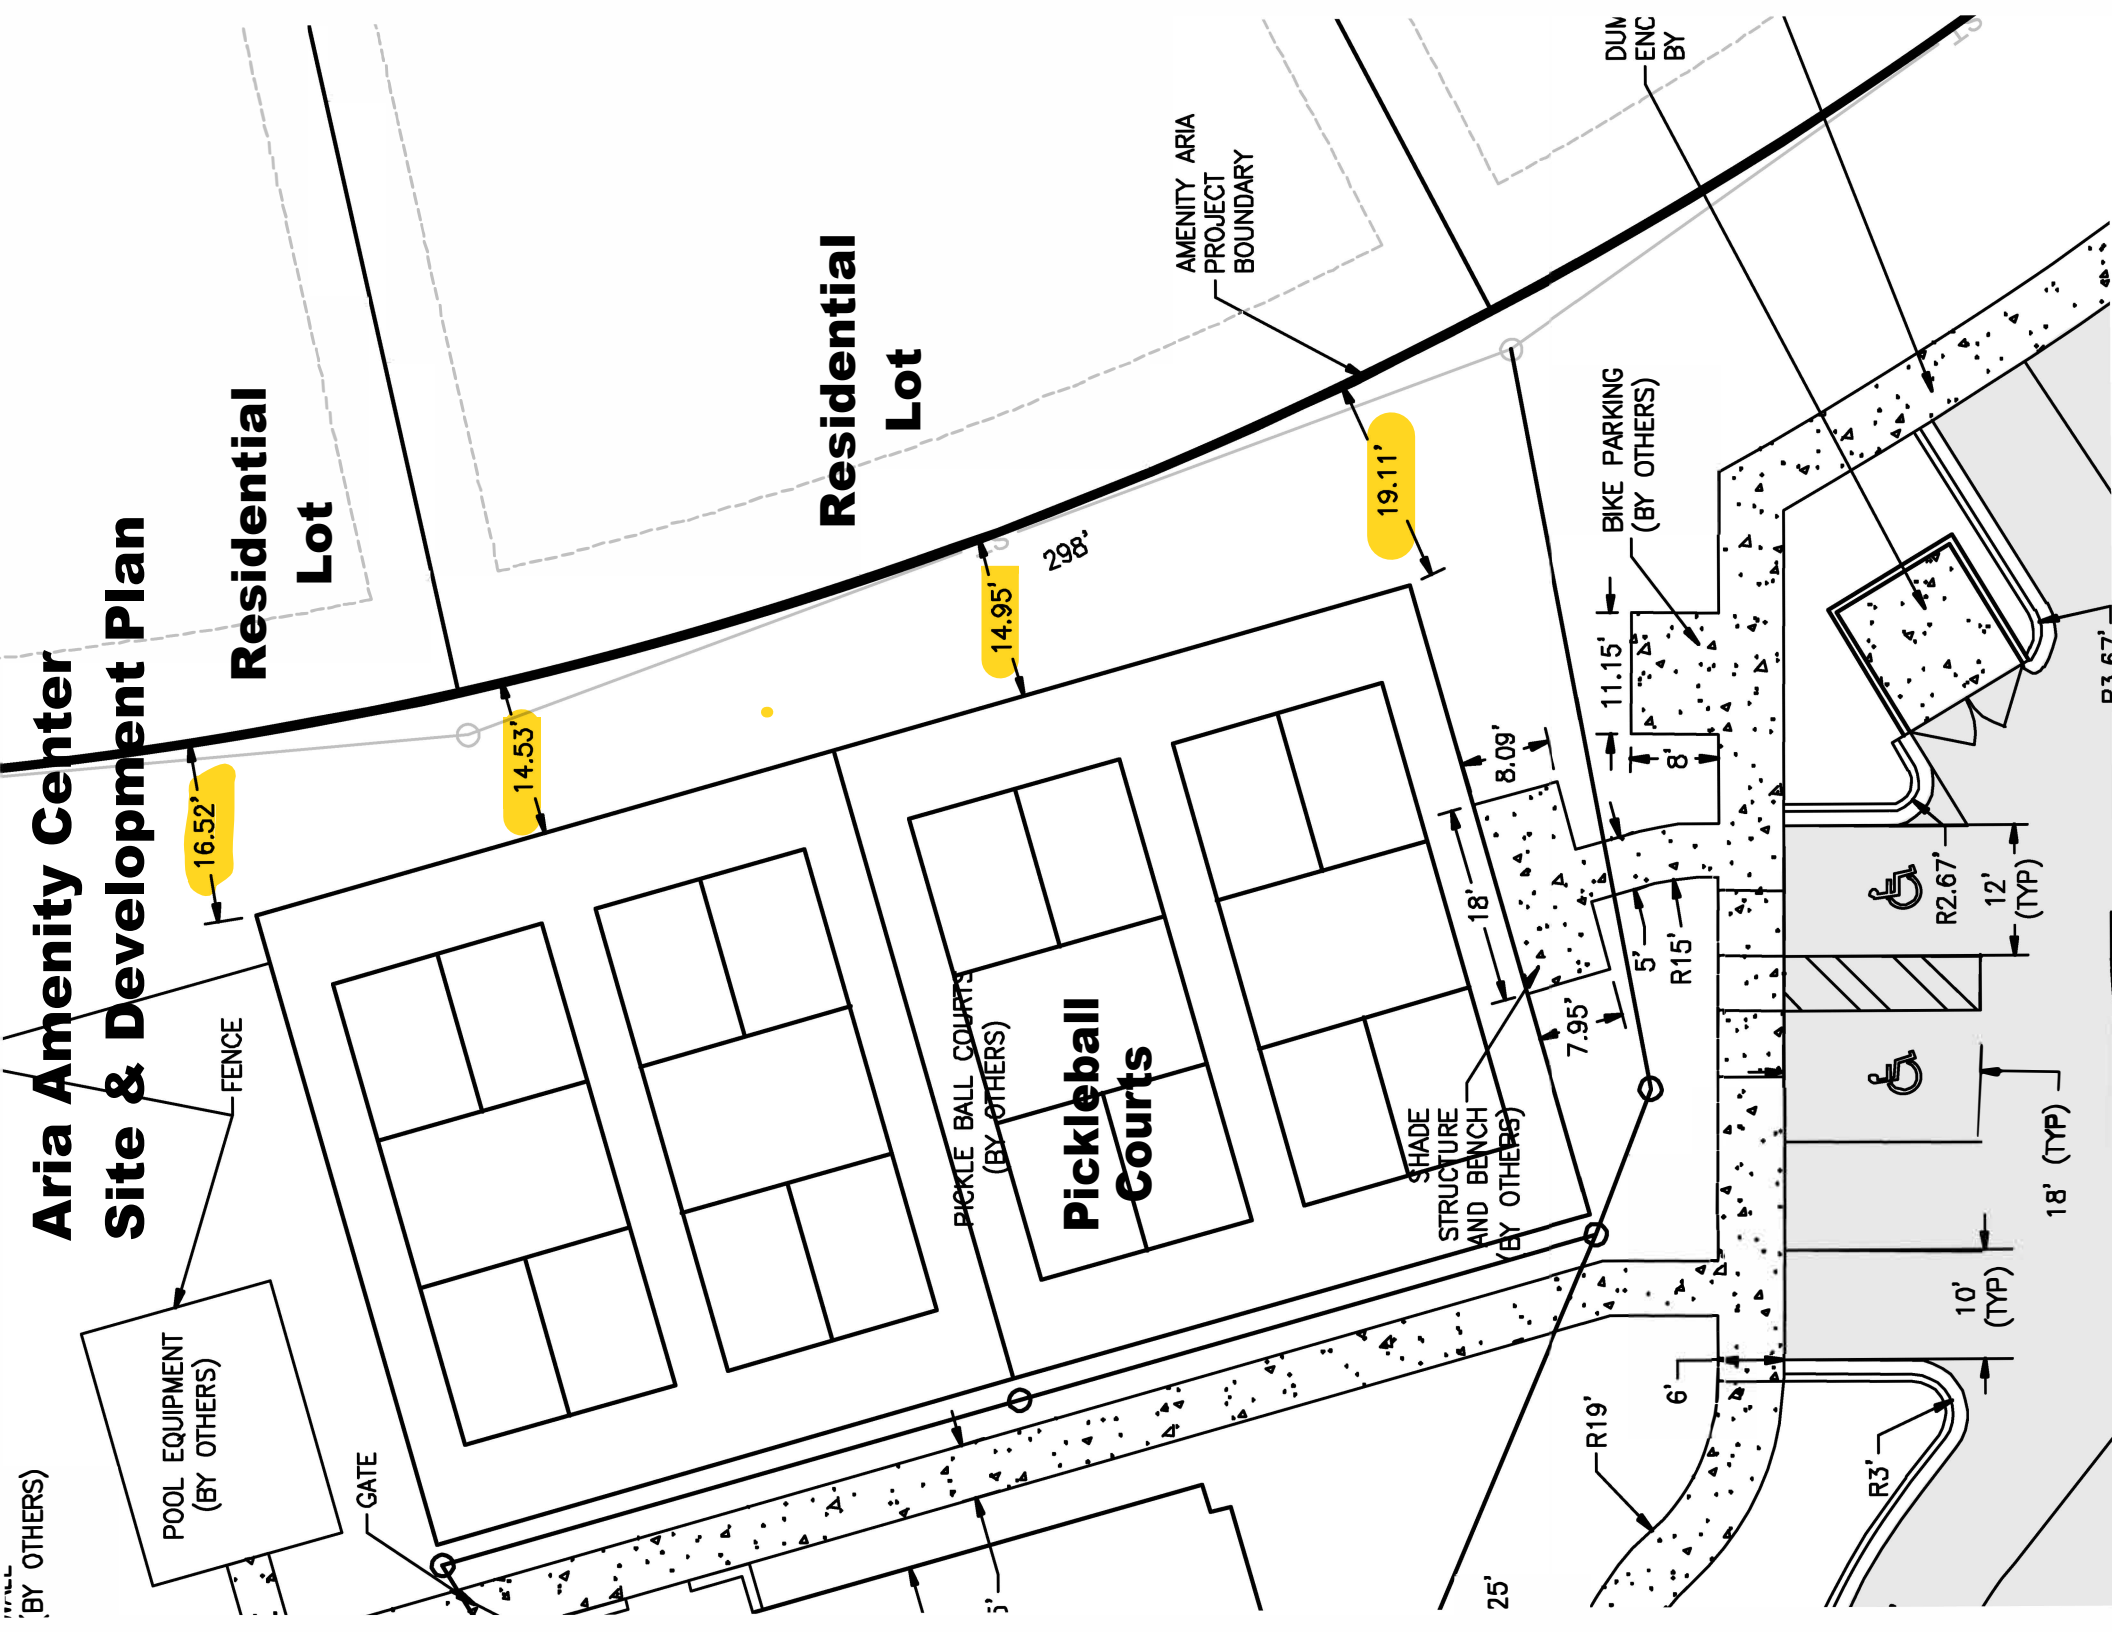 Aria Amenity Center
Site & Development Plan
Residential
Lot
Residential
Lot
AMENITY ARIA
PROJECT
BOUNDARY
16.52'
14.53'
14.95'
19.11'
298'
FENCE
POOL EQUIPMENT
(BY OTHERS)
(BY OTHERS)
GATE
PICKLE BALL COURTS
(BY OTHERS)
Pickleball
Courts
SHADE
STRUCTURE
AND BENCH
(BY OTHERS)
BIKE PARKING
(BY OTHERS)
11.15'
8'
8.09'
18'
7.95'
5'
R15'
R2.67'
12'
(TYP)
18' (TYP)
10'
(TYP)
6'
R19'
R3'
25'
BY